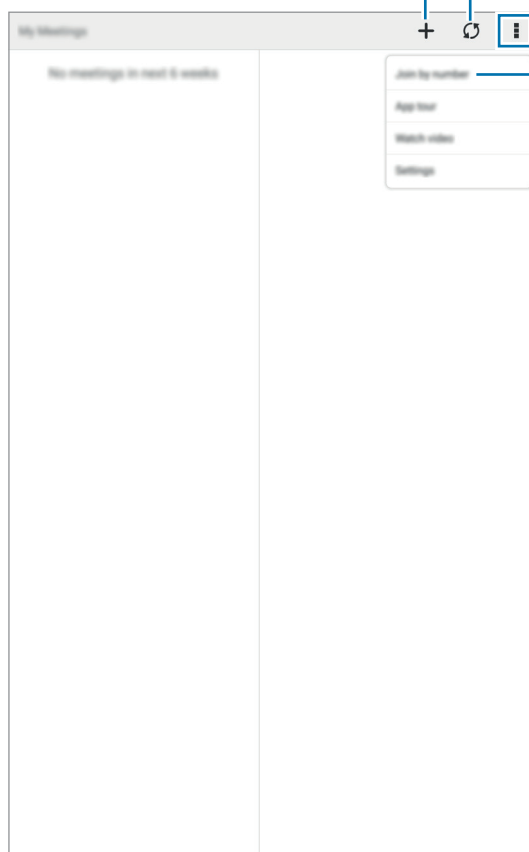 My Meetings
No meetings in next 6 weeks
Join by number
App tour
Watch video
Settings